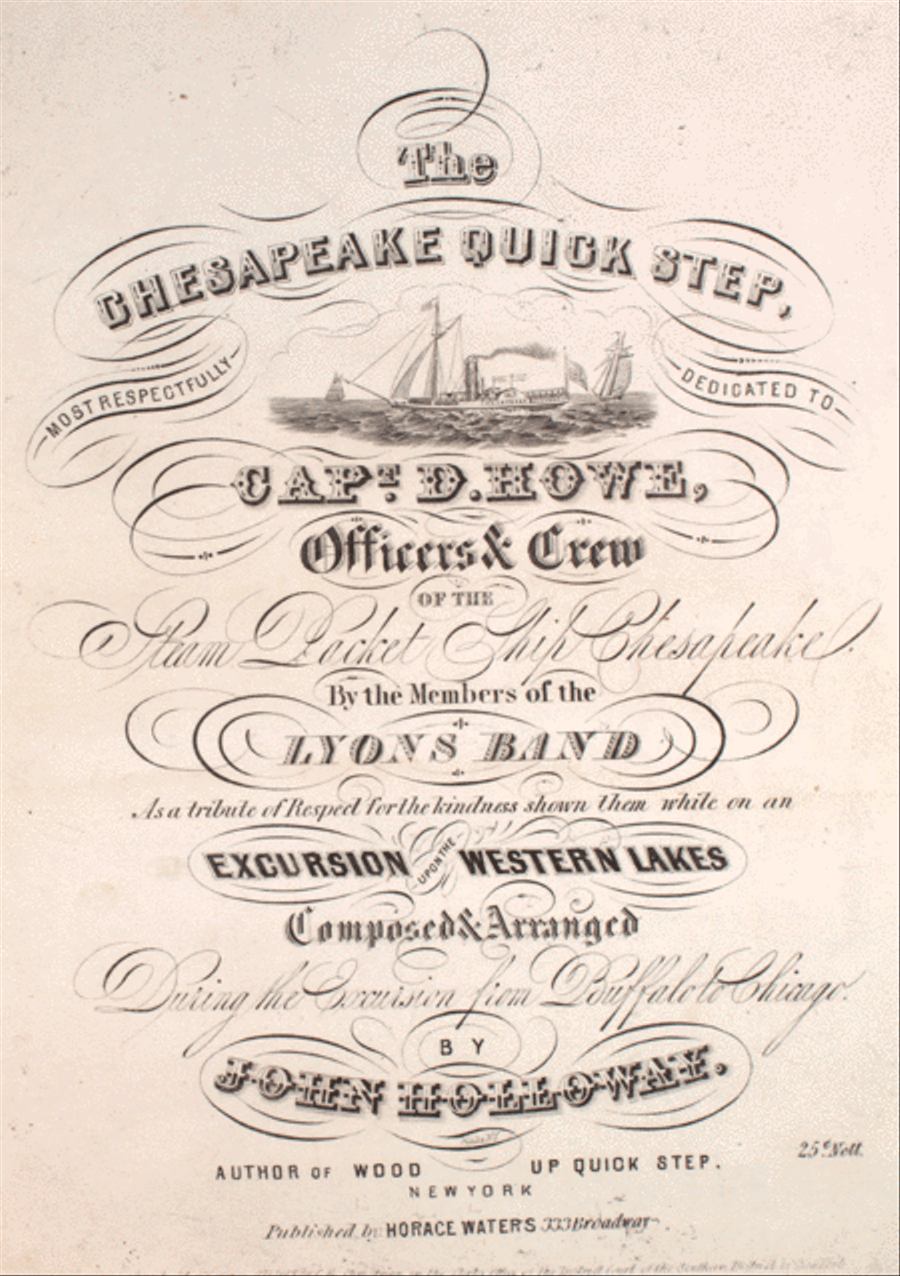 The
CHESAPEAKE QUICK STEP,
MOST RESPECTFULLY
DEDICATED TO
CAPT. D. HOWE,
Officers & Crew
OF THE
Steam Packet Ship Chesapeake.
By the Members of the
LYONS BAND
As a tribute of Respect for the kindness shown them while on an
EXCURSION UPON THE WESTERN LAKES
Composed & Arranged
During the Excursion from Buffalo to Chicago.
BY
JOHN HOLLOWAY.
25 c Nett.
AUTHOR OF WOOD UP QUICK STEP.
NEW YORK
Published by HORACE WATERS 333 Broadway